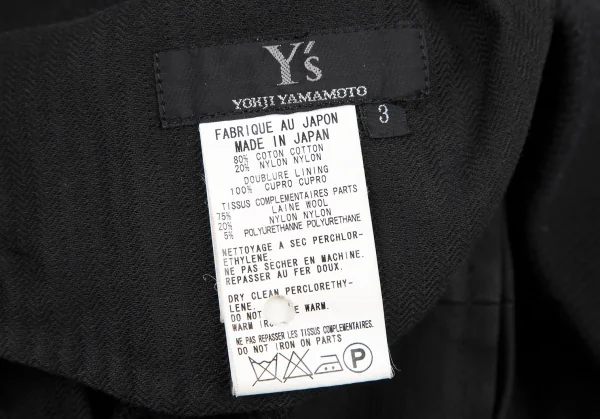 Y's
YOHJI YAMAMOTO
3
FABRIQUE AU JAPON
MADE IN JAPAN
80% COTON COTTON
20% NYLON NYLON
DOUBLURE LINING
100% CUPRO CUPRO
TISSUS COMPLEMENTAIRES PARTS
75% LAINE WOOL
20% NYLON NYLON
5% POLYURETHANNE POLYURETHANE
NETTOYAGE A SEC PERCHLOR-
ETHYLENE.
NE PAS SECHER EN MACHINE.
REPASSER AU FER DOUX.
DRY CLEAN PERCLORETHY-
LENE.
DO NOT WARM.
WARM IRON
NE PAS REPASSER LES TISSUS COMPLEMENTAIRES.
DO NOT IRON ON PARTS
P